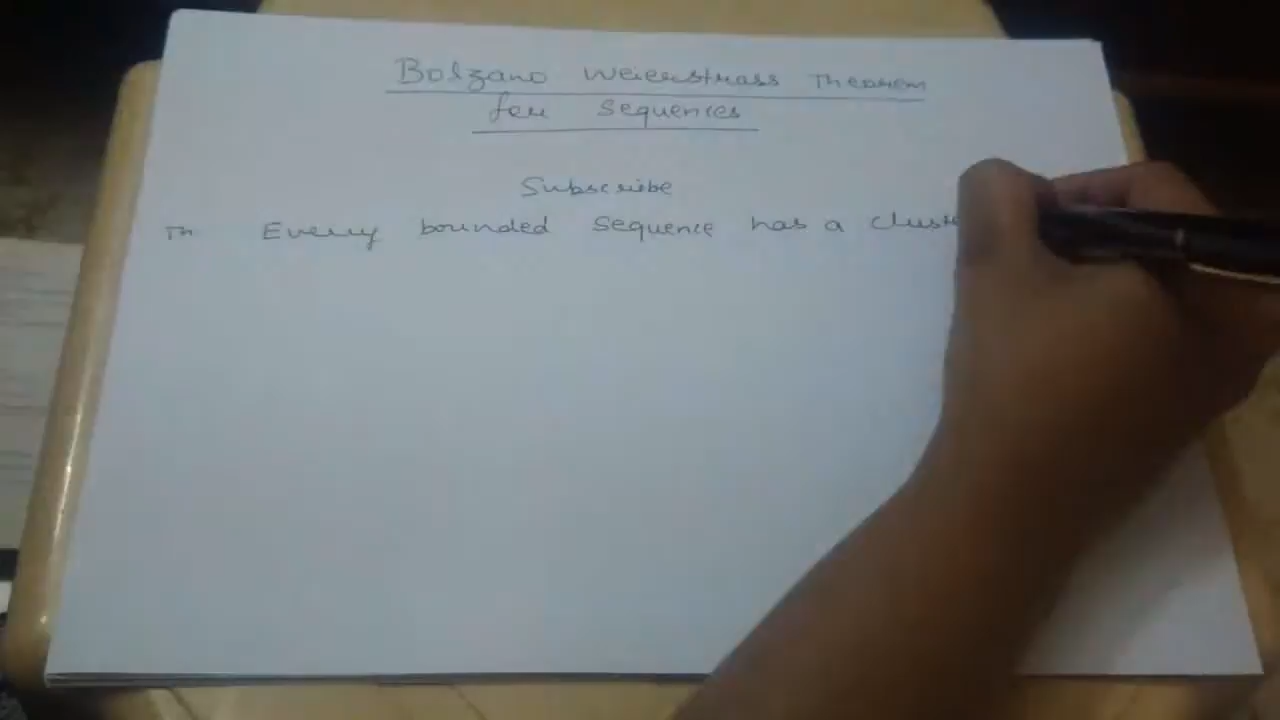 Bolzano Weierstrass Theorem
for Sequences
Subscribe
Th Every bounded sequence has a clust